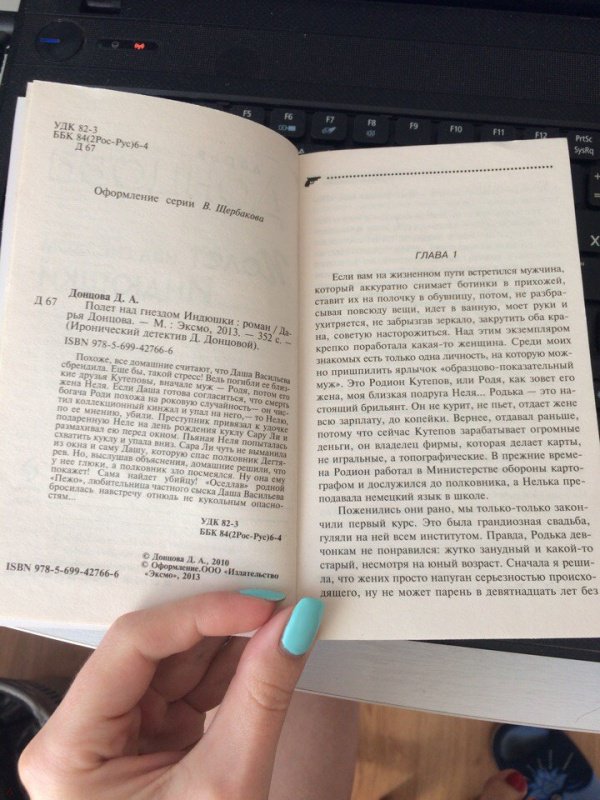 УДК 82-3
ББК 84(2Рос-Рус)6-4
Д 67
Оформление серии В. Щербакова
Донцова Д. А.
Д 67
Полет над гнездом Индюшки : роман / Да-
рья Донцова. — М. : Эксмо, 2013. — 352 с. —
(Иронический детектив Д. Донцовой).
ISBN 978-5-699-42766-6
Похоже, все домашние считают, что Даша Васильева
сбрендила. Еще бы, такой стресс! Ведь погибли ее близ-
кие друзья Кутеповы, вначале муж — Родя, потом его
жена Неля. Если Даша готова согласиться, что смерть
богача Роди похожа на роковую случайность— он чис-
тил коллекционный кинжал и упал на него,— то Нелю,
по ее мнению, убили. Преступник привязал к удочке
подаренную Неле на день рождения куклу Сару Ли и
размахивал ею перед окном. Пьяная Неля попыталась
схватить куклу и упала вниз. Сара Ли чуть не выманила
из окна и саму Дашу, которую спас полковник Дегтя-
рев. Но, выслушав объяснения, домашние решили, что
у нее глюки, а полковник зло посмеялся. Ну она ему
покажет! Сама найдет убийцу! «Оседлав» родной
«Пежо», любительница частного сыска Даша Васильева
бросилась навстречу отнюдь не кукольным опасно-
стям...
УДК 82-3
ББК 84(2Рос-Рус)6-4
© Донцова Д. А., 2010
© Оформление.ООО «Издательство
«Эксмо», 2013
ISBN 978-5-699-42766-6
ГЛАВА 1
Если вам на жизненном пути встретился мужчина,
который аккуратно снимает ботинки в прихожей,
ставит их на полочку в обувницу, потом, не разбра-
сывая повсюду вещи, идет в ванную, моет руки и
ухитряется, не забрызгав зеркало, закрутить оба кра-
на, советую насторожиться. Над этим экземпляром
крепко поработала какая-то женщина. Среди моих
знакомых есть только одна личность, на которую мож-
но пришпилить ярлычок «образцово-показательный
муж». Это Родион Кутепов, или Родя, как зовет его
жена, моя близкая подруга Неля... Родька — это на-
стоящий брильянт. Он не курит, не пьет, отдает жене
всю зарплату, до копейки. Вернее, отдавал раньше,
потому что сейчас Кутепов зарабатывает огромные
деньги, он владелец фирмы, которая делает карты,
не игральные, а топографические. В прежние време-
на Родион работал в Министерстве обороны карто-
графом и дослужился до полковника, а Нелька пре-
подавала немецкий язык в школе.
Поженились они рано, мы только-только закон-
чили первый курс. Это была грандиозная свадьба,
гуляли на ней всем институтом. Правда, Родька дев-
чонкам не понравился: жутко занудный и какой-то
старый, несмотря на юный возраст. Сначала я реши-
ла, что жених просто напуган серьезностью происхо-
дящего, ну не может парень в девятнадцать лет без
F5
F6
F7
F8
F9
F10
F11
F12
PrtSc
SysRq